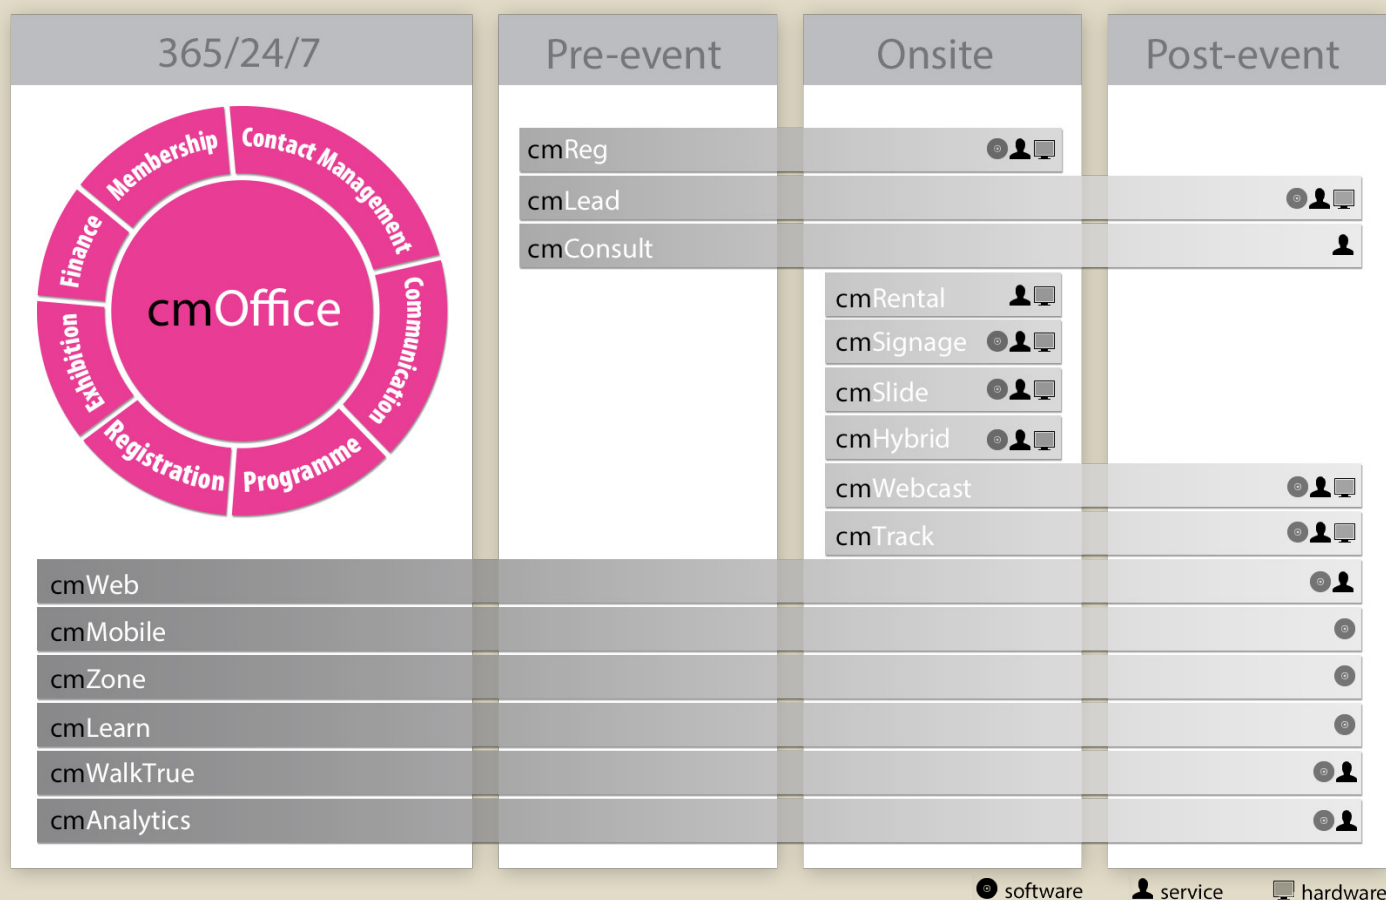 365/24/7
Pre-event
Onsite
Post-event
Membership
Contact Management
Finance
Communication
Exhibition
Registration
Programme
cmOffice
cmReg
cmLead
cmConsult
cmRental
cmSignage
cmSlide
cmHybrid
cmWebcast
cmTrack
cmWeb
cmMobile
cmZone
cmLearn
cmWalkTrue
cmAnalytics
software
service
hardware